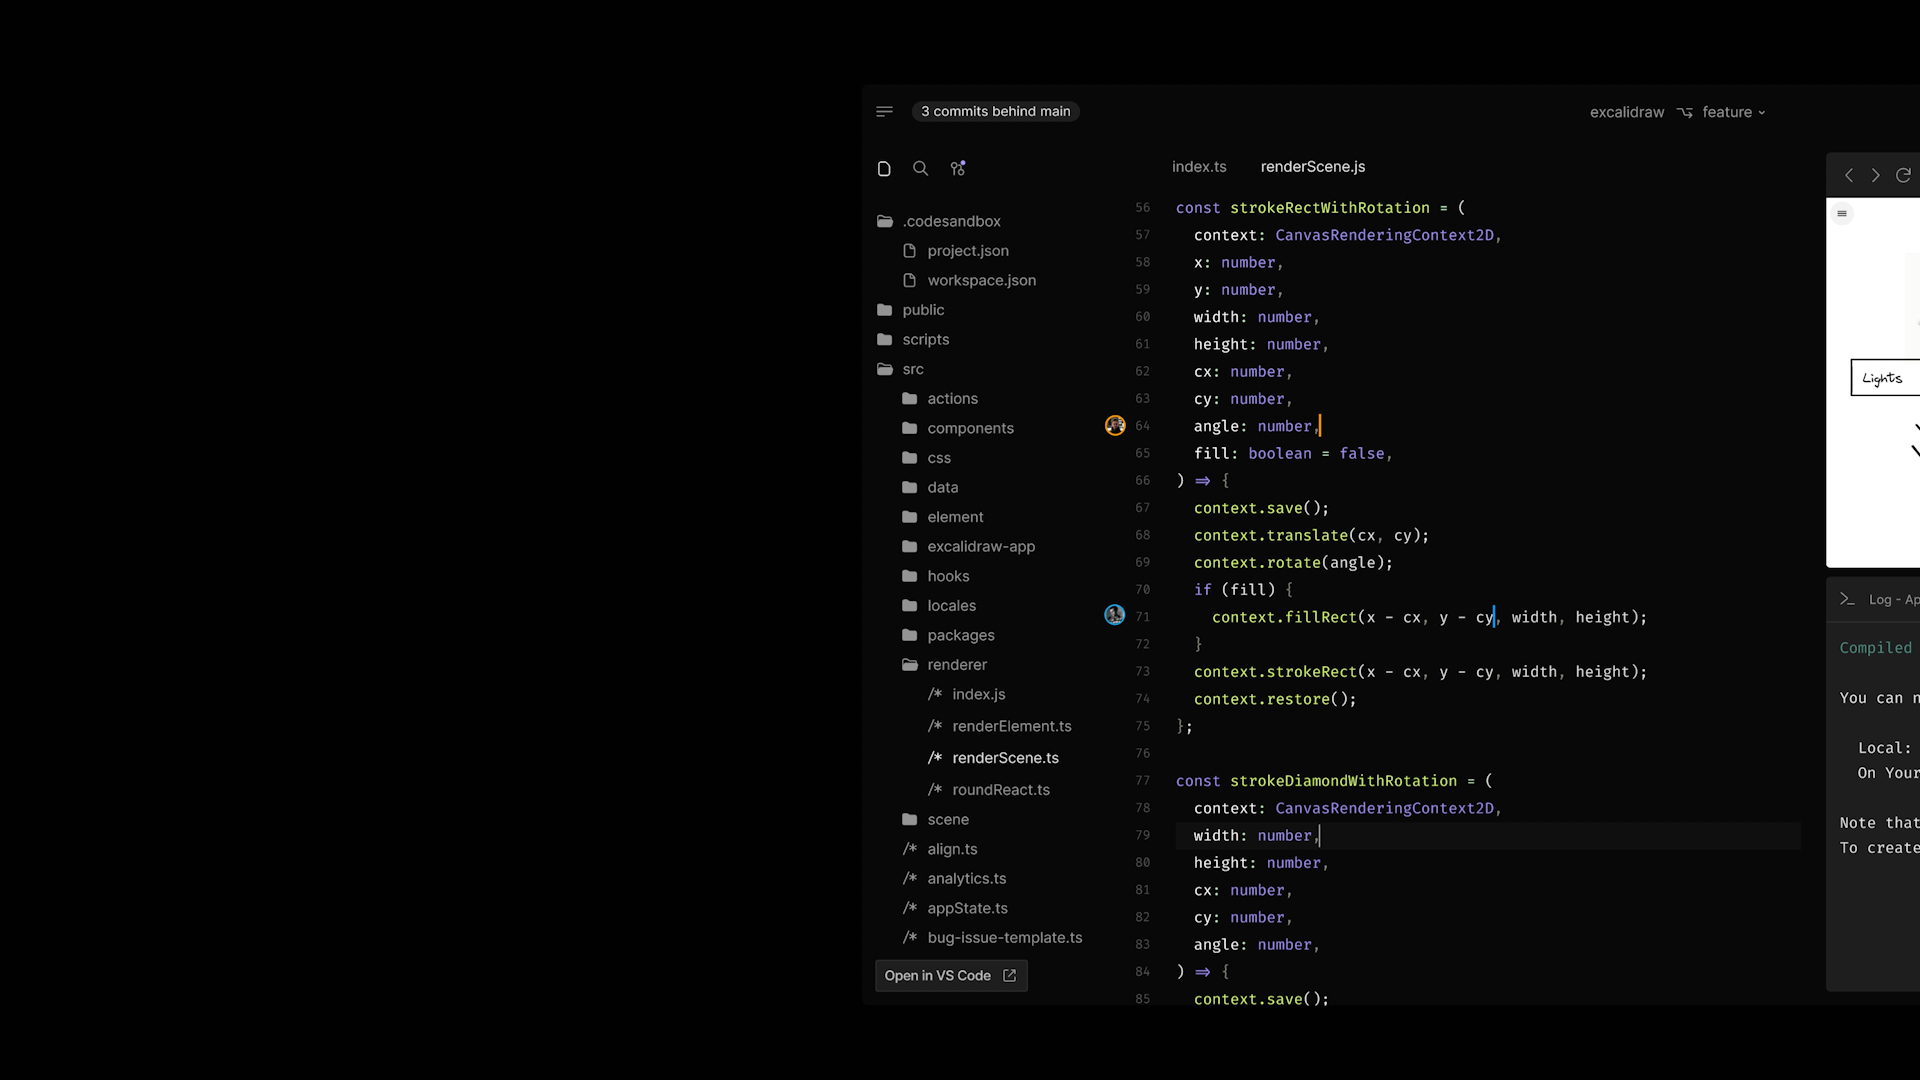 3 commits behind main
excalidraw feature
.codesandbox
project.json
workspace.json
public
scripts
src
actions
components
css
data
element
excalidraw-app
hooks
locales
packages
renderer
/* index.js
/* renderElement.ts
/* renderScene.ts
/* roundReact.ts
scene
/* align.ts
/* analytics.ts
/* appState.ts
/* bug-issue-template.ts
Open in VS Code
index.ts renderScene.js
56 const strokeRectWithRotation = (
57 context: CanvasRenderingContext2D,
58 x: number,
59 y: number,
60 width: number,
61 height: number,
62 cx: number,
63 cy: number,
64 angle: number,
65 fill: boolean = false,
66 ) => {
67 context.save();
68 context.translate(cx, cy);
69 context.rotate(angle);
70 if (fill) {
71 context.fillRect(x - cx, y - cy, width, height);
72 }
73 context.strokeRect(x - cx, y - cy, width, height);
74 context.restore();
75 };
76
77 const strokeDiamondWithRotation = (
78 context: CanvasRenderingContext2D,
79 width: number,
80 height: number,
81 cx: number,
82 cy: number,
83 angle: number,
84 ) => {
85 context.save();
Lights
>_ Log - Ap
Compiled
You can n
Local:
On Your
Note that
To create